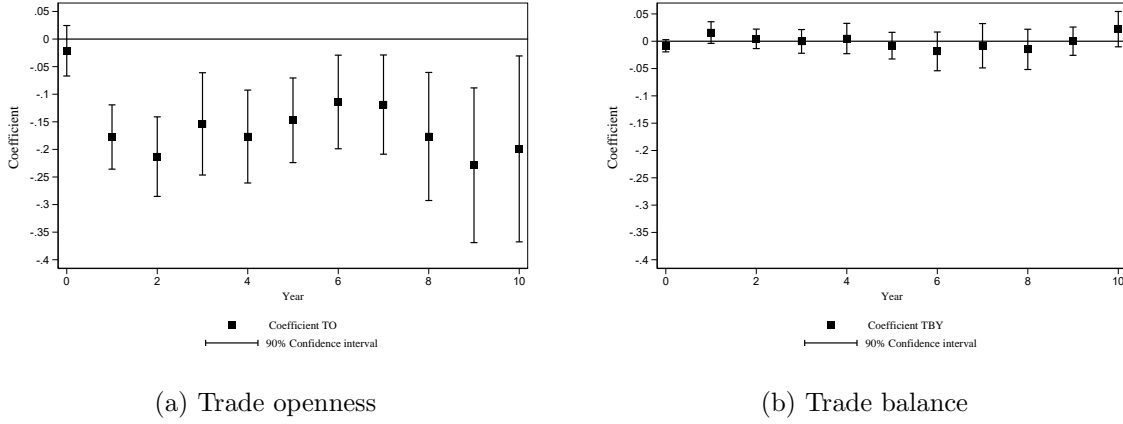 .05
0
-.05
-.1
-.15
-.2
-.25
-.3
-.35
-.4
Coefficient
0 2 4 6 8 10
Year
Coefficient TO
90% Confidence interval
(a) Trade openness
.05
0
-.05
-.1
-.15
-.2
-.25
-.3
-.35
-.4
Coefficient
0 2 4 6 8 10
Year
Coefficient TBY
90% Confidence interval
(b) Trade balance